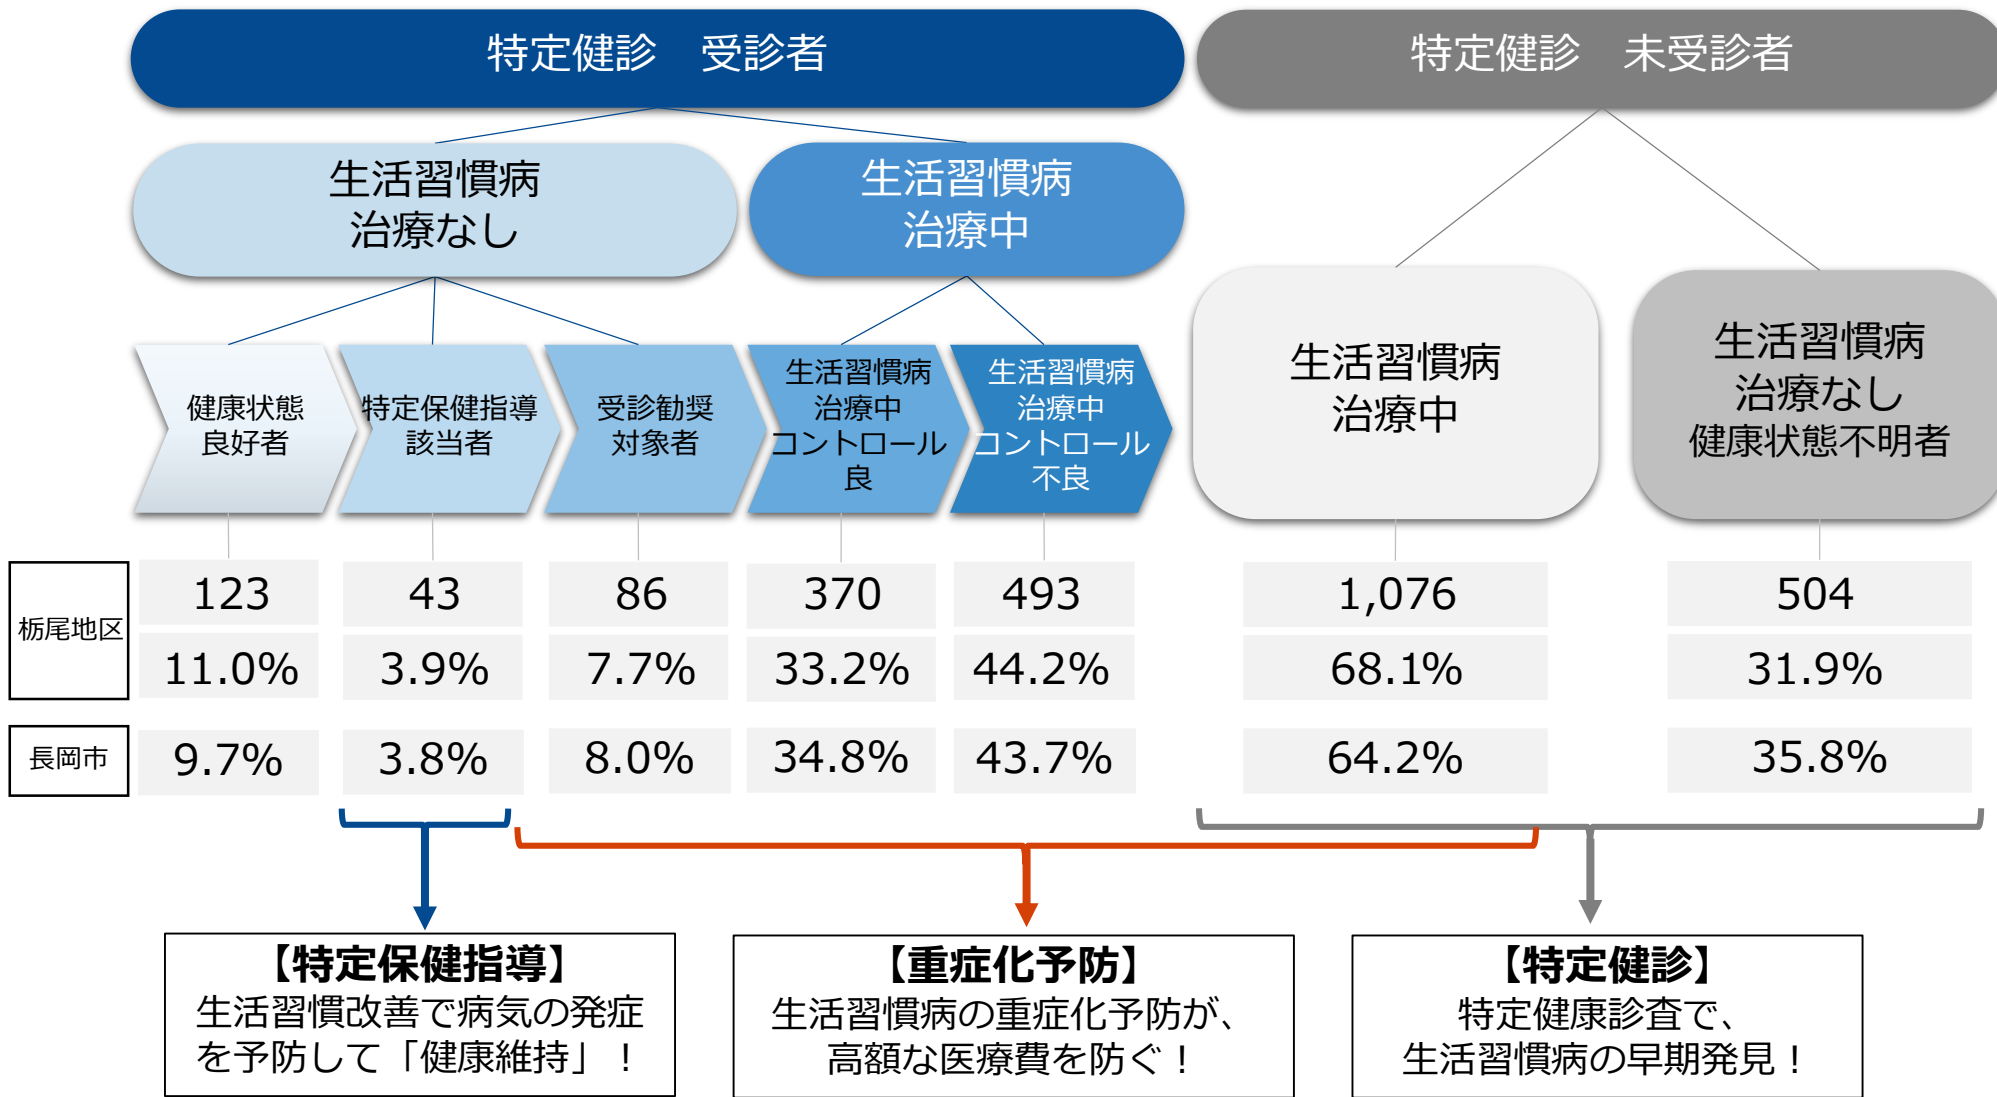 特定健診　受診者
特定健診　未受診者
生活習慣病
治療なし
生活習慣病
治療中
健康状態
良好者
特定保健指導
該当者
受診勧奨
対象者
生活習慣病
治療中
コントロール
良
生活習慣病
治療中
コントロール
不良
生活習慣病
治療中
生活習慣病
治療なし
健康状態不明者
栃尾地区
123
43
86
370
493
1,076
504
11.0%
3.9%
7.7%
33.2%
44.2%
68.1%
31.9%
長岡市
9.7%
3.8%
8.0%
34.8%
43.7%
64.2%
35.8%
【特定保健指導】
生活習慣改善で病気の発症
を予防して「健康維持」！
【重症化予防】
生活習慣病の重症化予防が、
高額な医療費を防ぐ！
【特定健診】
特定健康診査で、
生活習慣病の早期発見！